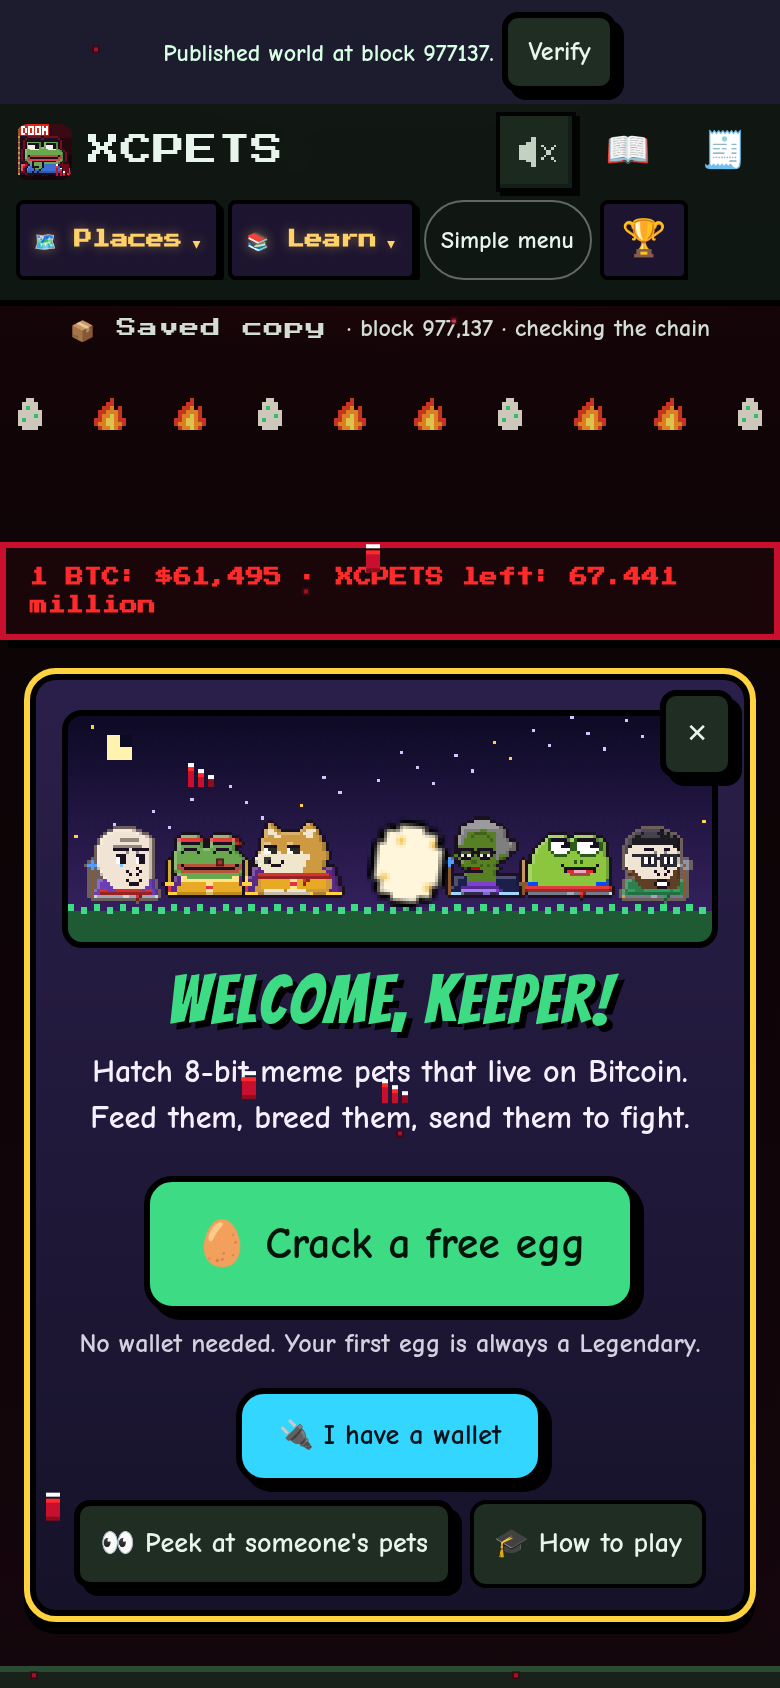 Published world at block 977137.
Verify
DOOM
XCPETS
Places ▾
Learn ▾
Simple menu
Saved copy · block 977,137 · checking the chain
1 BTC: $61,495 · XCPETS left: 67.441
million
×
WELCOME, KEEPER!
Hatch 8-bit meme pets that live on Bitcoin.
Feed them, breed them, send them to fight.
Crack a free egg
No wallet needed. Your first egg is always a Legendary.
I have a wallet
Peek at someone's pets
How to play